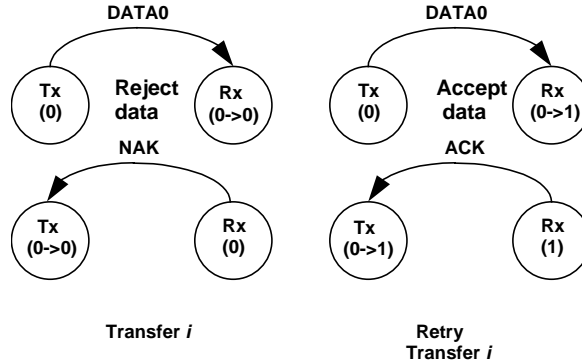 DATA0
Tx
(0)
Reject
data
Rx
(0->0)
NAK
Tx
(0->0)
Rx
(0)
Transfer i
DATA0
Tx
(0)
Accept
data
Rx
(0->1)
ACK
Tx
(0->1)
Rx
(1)
Retry
Transfer i